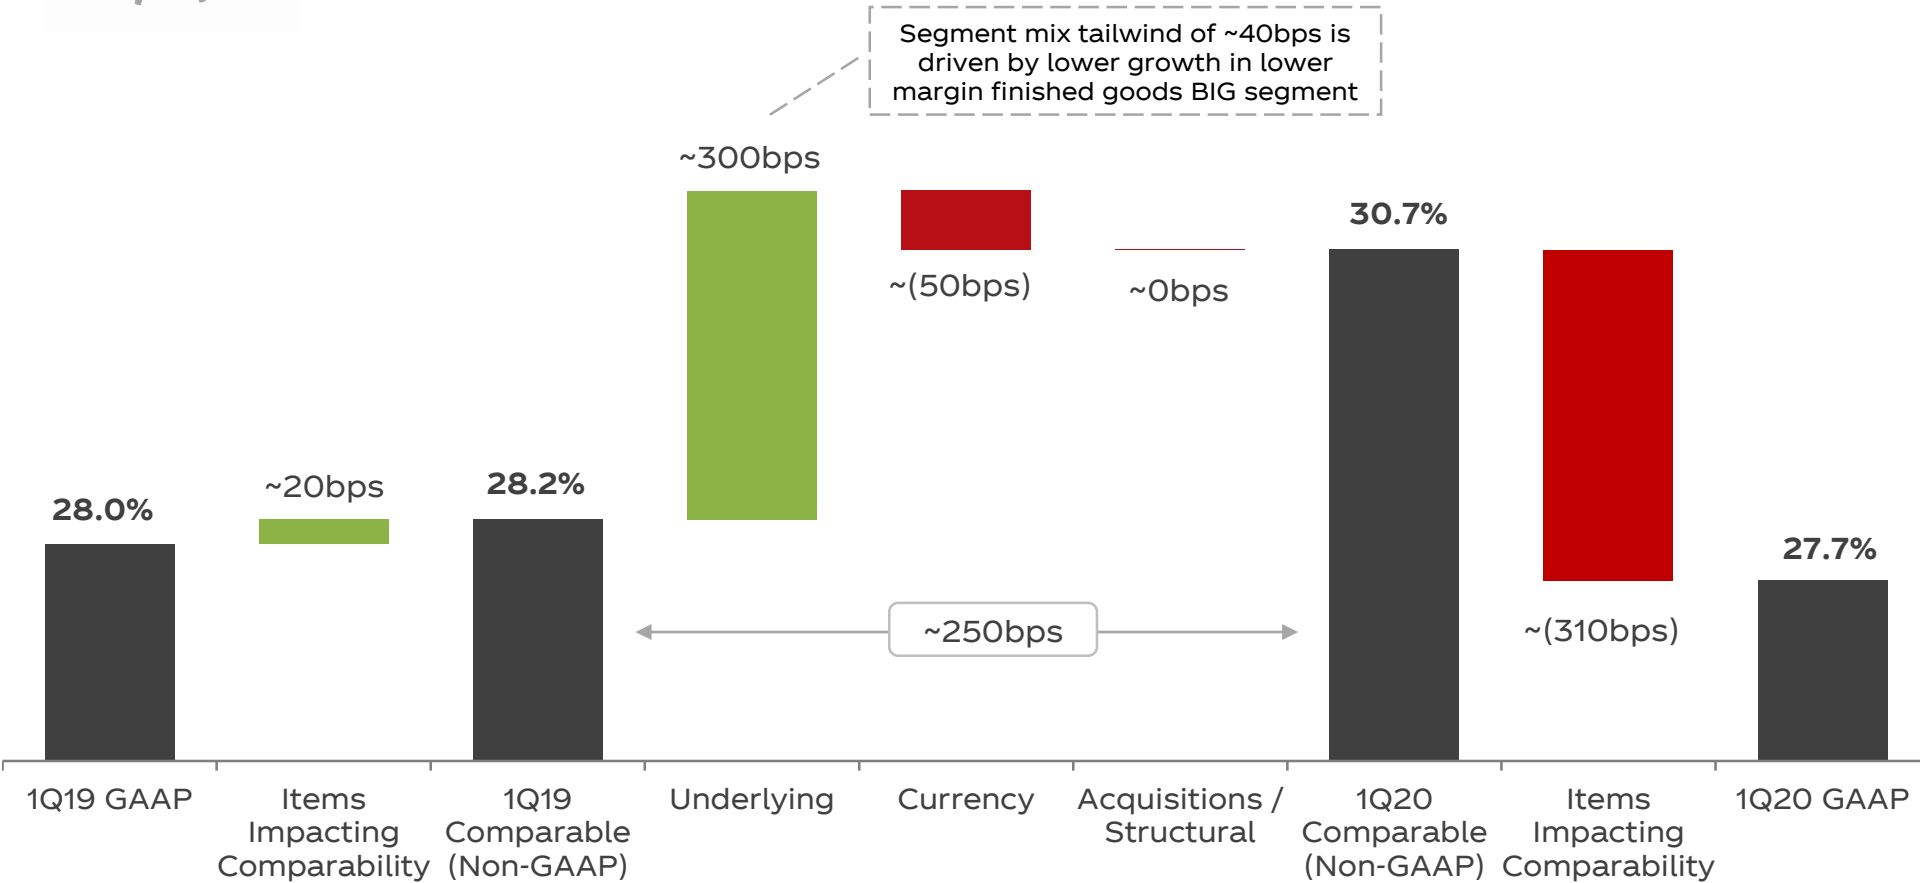 Segment mix tailwind of ~40bps is
driven by lower growth in lower
margin finished goods BIG segment
~300bps
~(50bps)
~0bps
30.7%
28.0%
~20bps
28.2%
27.7%
~250bps
~(310bps)
1Q19 GAAP
Items
Impacting
Comparability
1Q19
Comparable
(Non-GAAP)
Underlying
Currency
Acquisitions /
Structural
1Q20
Comparable
(Non-GAAP)
Items
Impacting
Comparability
1Q20 GAAP